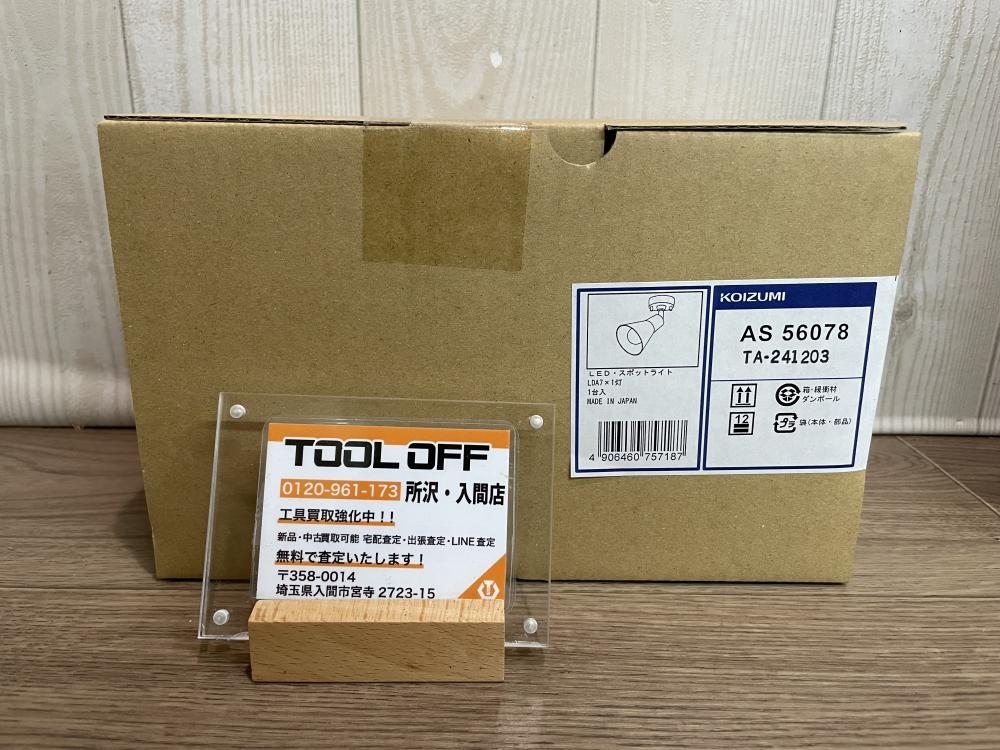 KOIZUMI
AS 56078
TA-241203
LED・スポットライト
LDA7×1灯
1台入
MADE IN JAPAN
4 906460 757187
12
箱・緩衝材
ダンボール
プラ
袋(本体・部品)
TOOL OFF
0120-961-173 所沢・入間店
工具買取強化中!!
新品・中古買取可能 宅配査定・出張査定・LINE査定
無料で査定いたします!
〒358-0014
埼玉県入間市宮寺 2723-15